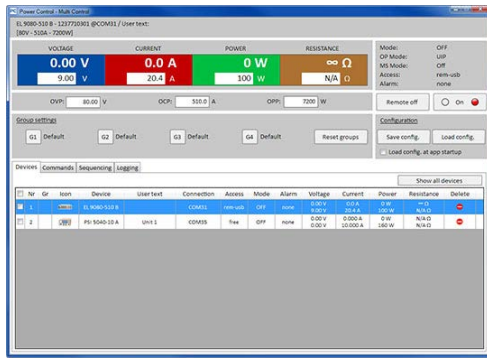 Power Control - Multi Control
EL 9080-510 B - 1237710301 @COM31 / User text:
[80V - 510A - 7200W]
VOLTAGE CURRENT POWER RESISTANCE
0.00 V 0.0 A 0 W ∞ Ω
9.00 V 20.4 A 100 W N/A Ω
Mode: OFF
OP Mode: UIP
MS Mode: Off
Access: rem-usb
Alarm: none
OVP: 80.00 V OCP: 510.0 A OPP: 7200 W
Remote off On
Group settings
G1 Default G2 Default G3 Default G4 Default Reset groups
Configuration
Save config. Load config.
Load config. at app startup
Devices Commands Sequencing Logging
Show all devices
Nr Gr Icon Device User text Connection Access Mode Alarm Voltage Current Power Resistance Delete
1 EL 9080-510 B COM31 rem-usb OFF none 0.00 V 0.0 A 0 W ∞ Ω
9.00 V 20.4 A 100 W N/A Ω
2 PSI 5040-10 A Unit 1 COM35 free OFF none 0.00 V 0.000 A 0 W N/A Ω
0.00 V 10.000 A 160 W N/A Ω